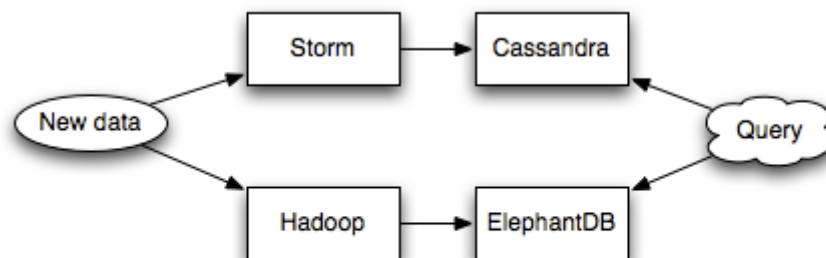 Storm
Cassandra
New data
Query
Hadoop
ElephantDB